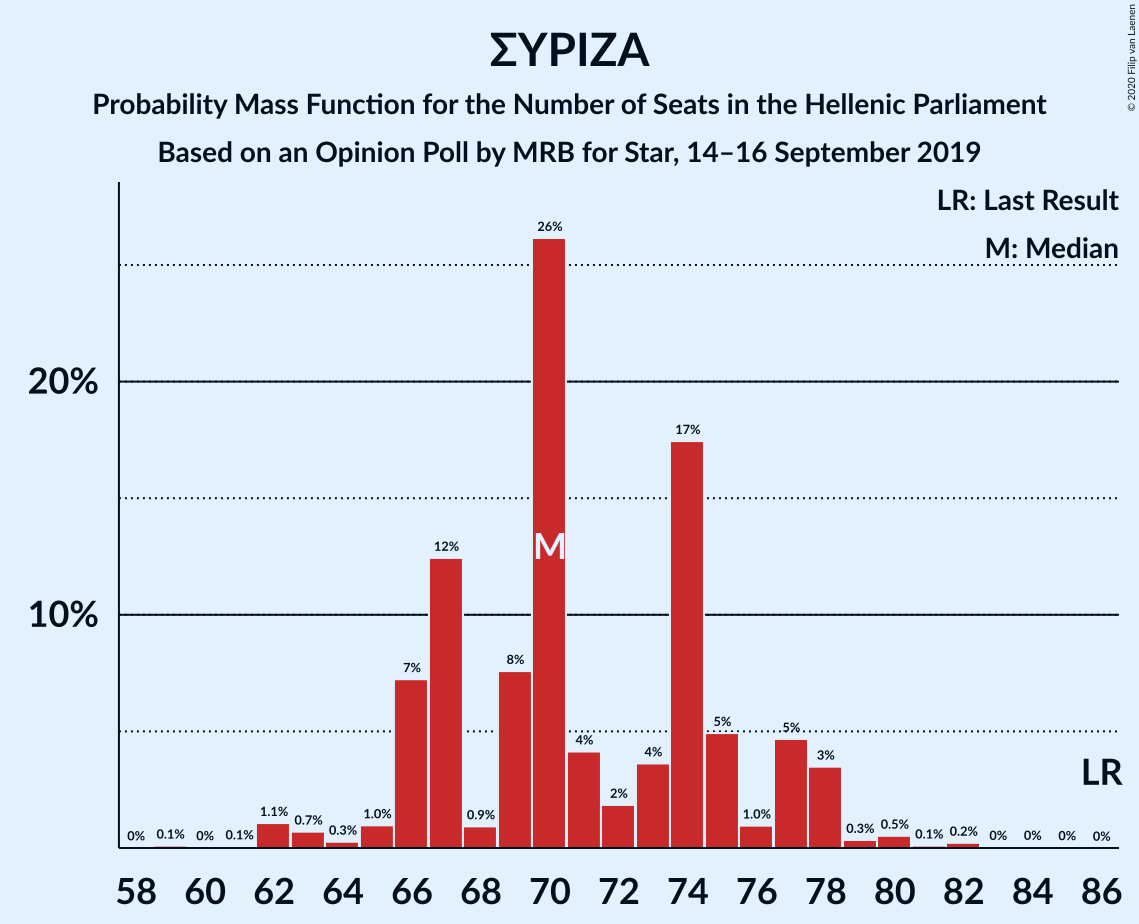 ΣΥΡΙΖΑ
Probability Mass Function for the Number of Seats in the Hellenic Parliament
Based on an Opinion Poll by MRB for Star, 14–16 September 2019
© 2020 Filip van Laenen
LR: Last Result
M: Median
20%
10%
0% 0.1% 0% 0.1% 1.1% 0.7% 0.3% 1.0% 7% 12% 0.9% 8% 26% 4% 2% 4% 17% 5% 1.0% 5% 3% 0.3% 0.5% 0.1% 0.2% 0% 0% 0% 0%
M
LR
58 60 62 64 66 68 70 72 74 76 78 80 82 84 86